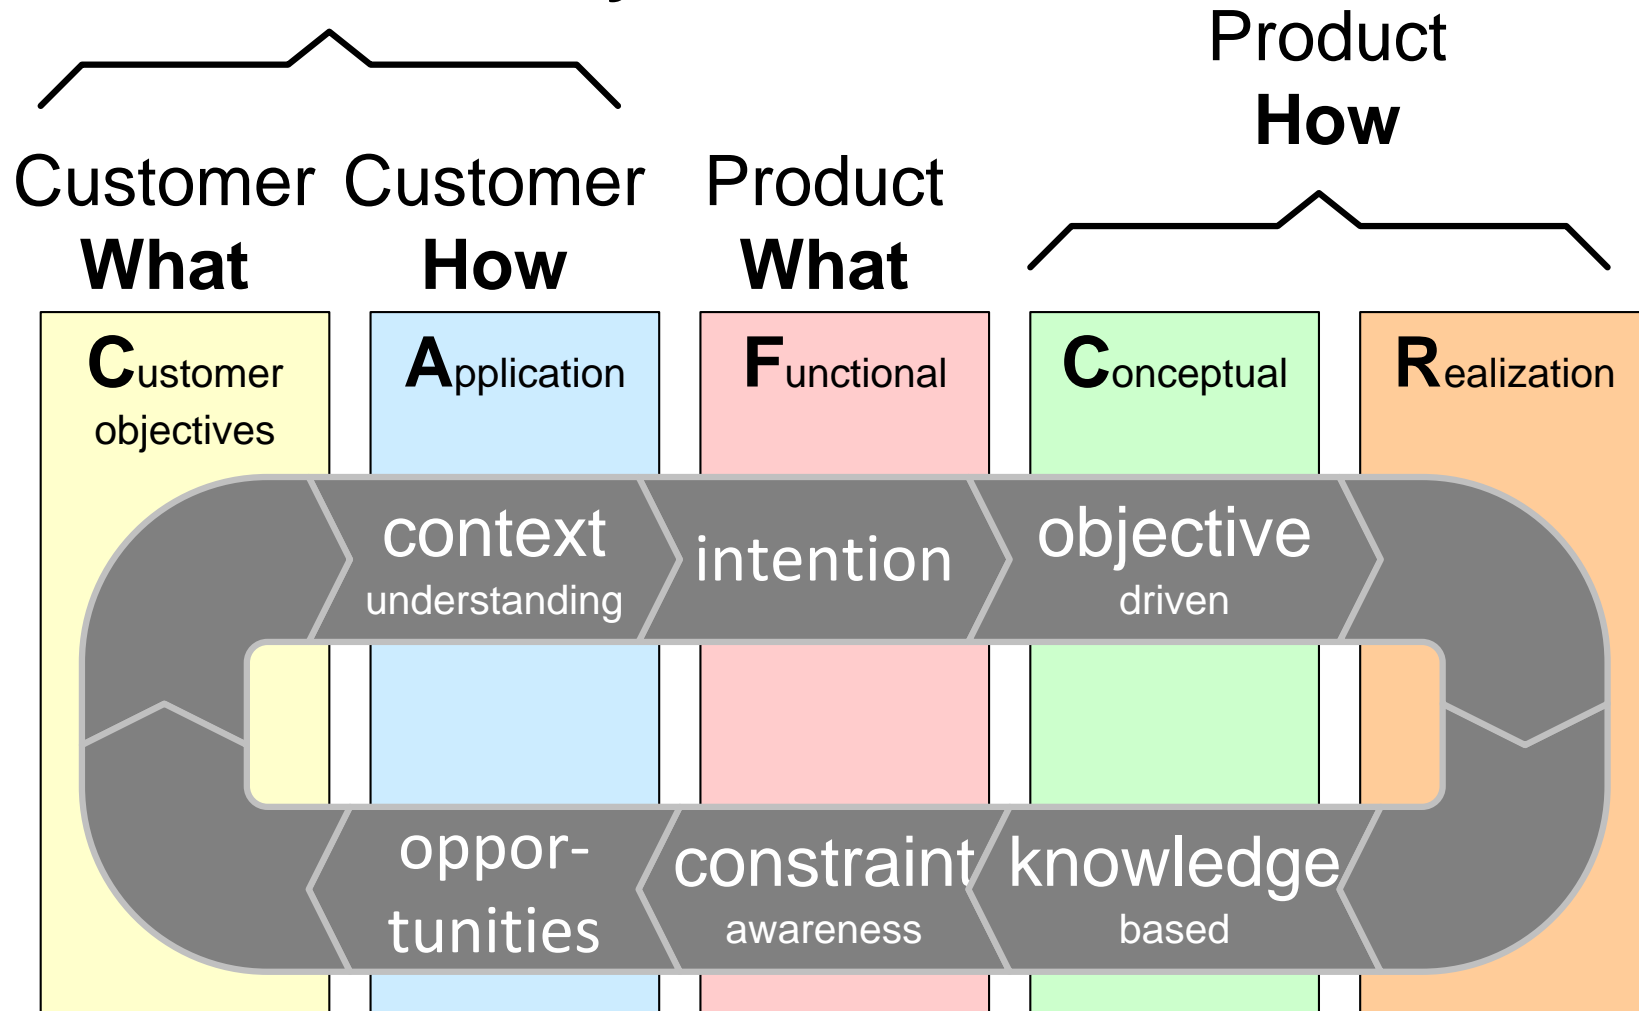 Product
How
Customer Customer Product
What How What
Customer
objectives
Application
Functional
Conceptual
Realization
context
understanding
intention
objective
driven
oppor-
tunities
constraint
awareness
knowledge
based